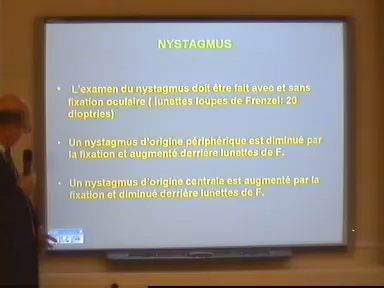 NYSTAGMUS
• L'examen du nystagmus doit être fait avec et sans
fixation oculaire ( lunettes loupes de Frenzel: 20
dioptries)
• Un nystagmus d'origine périphérique est diminué par
la fixation et augmenté derrière lunettes de F.
• Un nystagmus d'origine centrale est augmenté par la
fixation et diminué derrière lunettes de F.